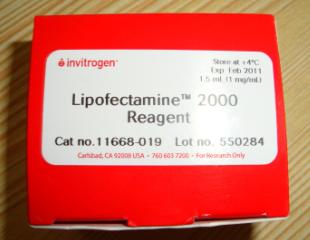 invitrogen™
Store at +4°C
Exp. Feb 2011
1.5 ml (1 mg/ml)
Lipofectamine™ 2000
Reagent
Cat no.11668-019 Lot no. 550284
Carlsbad, CA 92008 USA • 760 603 7200 • For Research Only